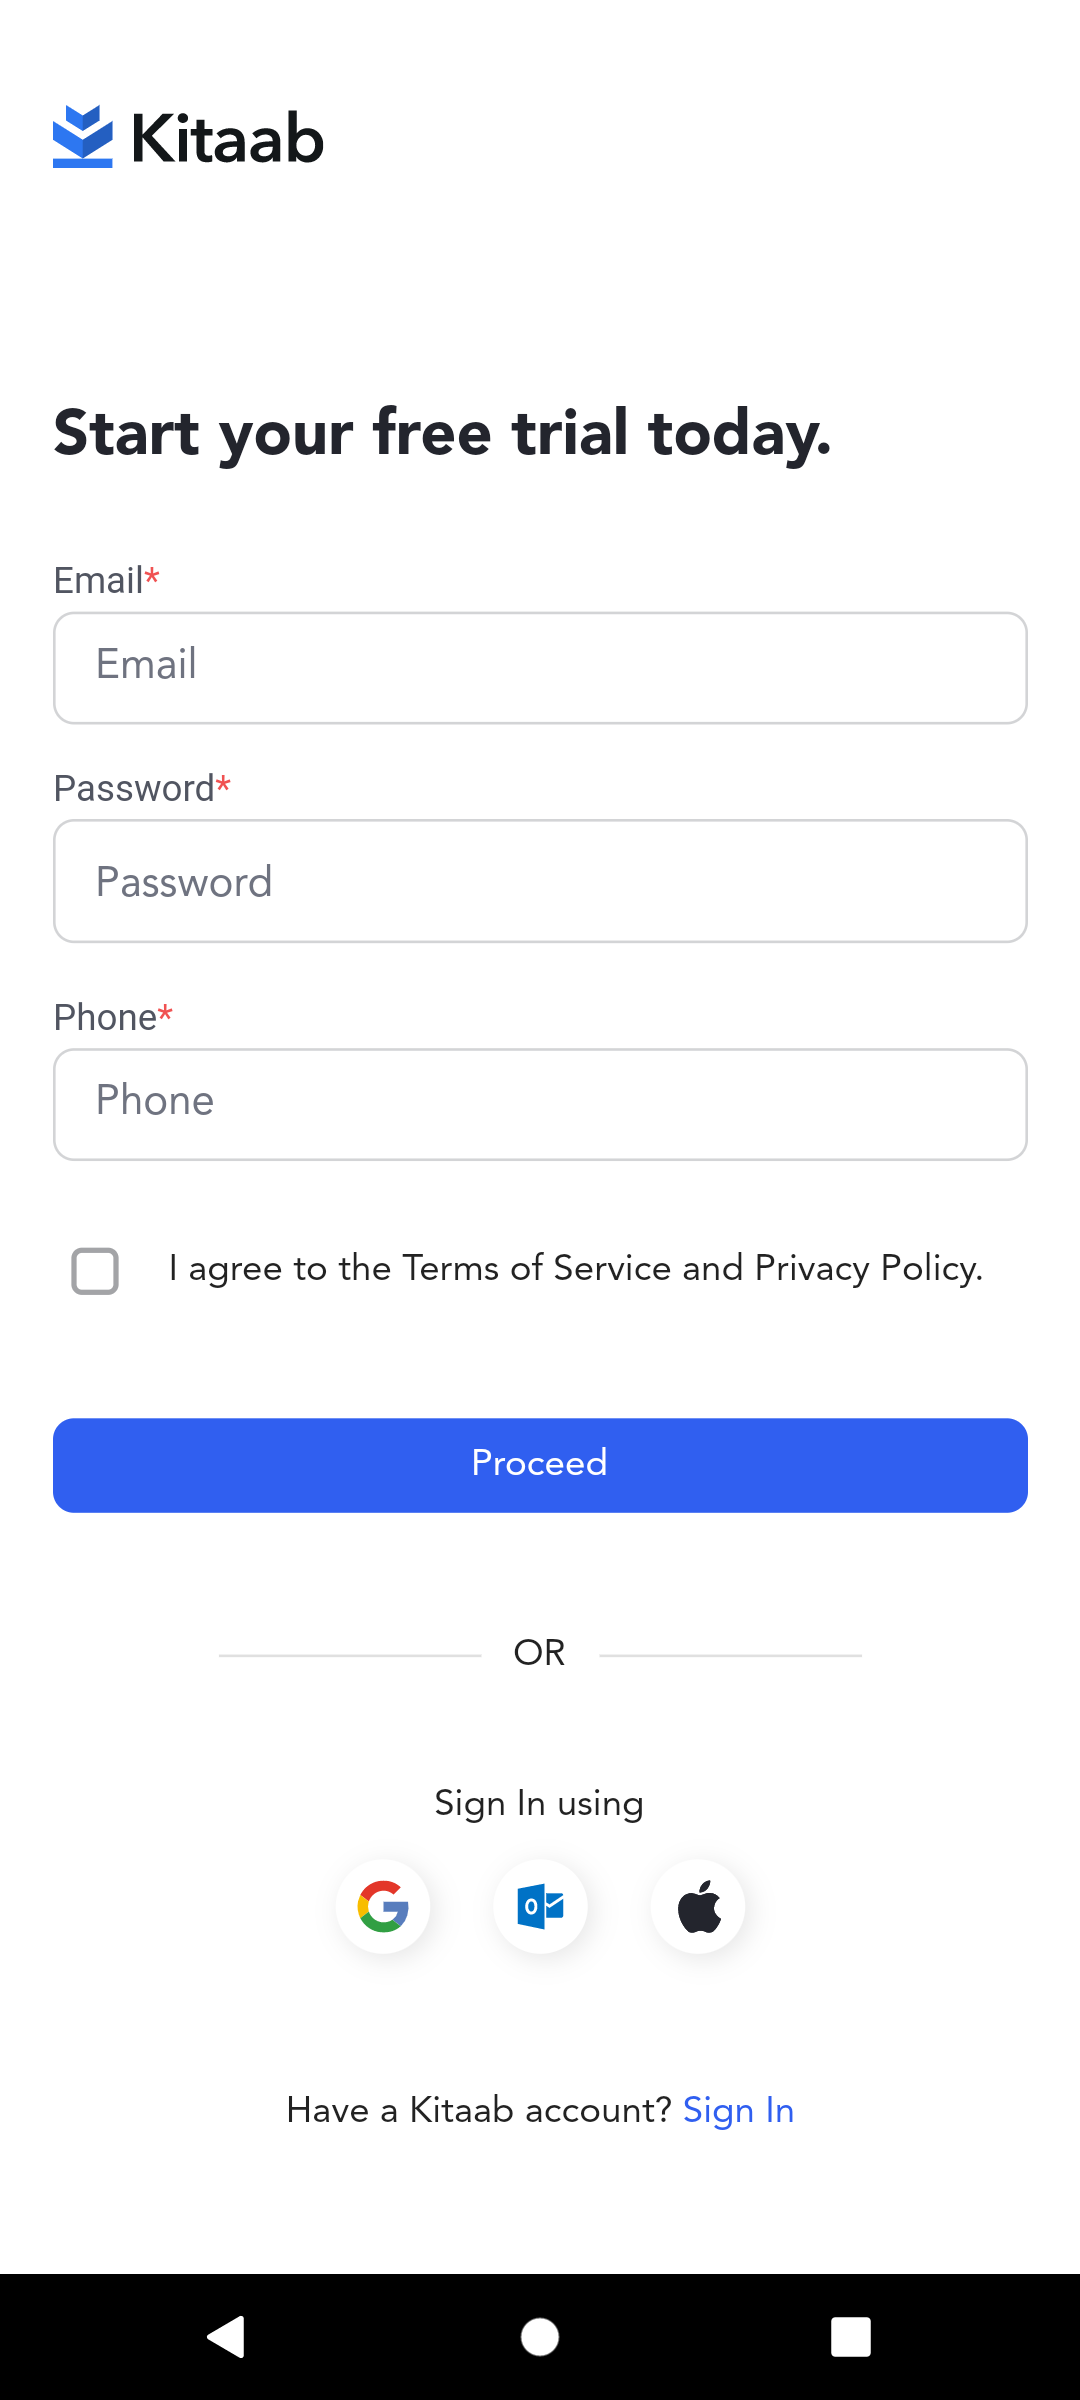 Kitaab
Start your free trial today.
Email*
Email
Password*
Password
Phone*
Phone
I agree to the Terms of Service and Privacy Policy.
Proceed
OR
Sign In using
Have a Kitaab account? Sign In